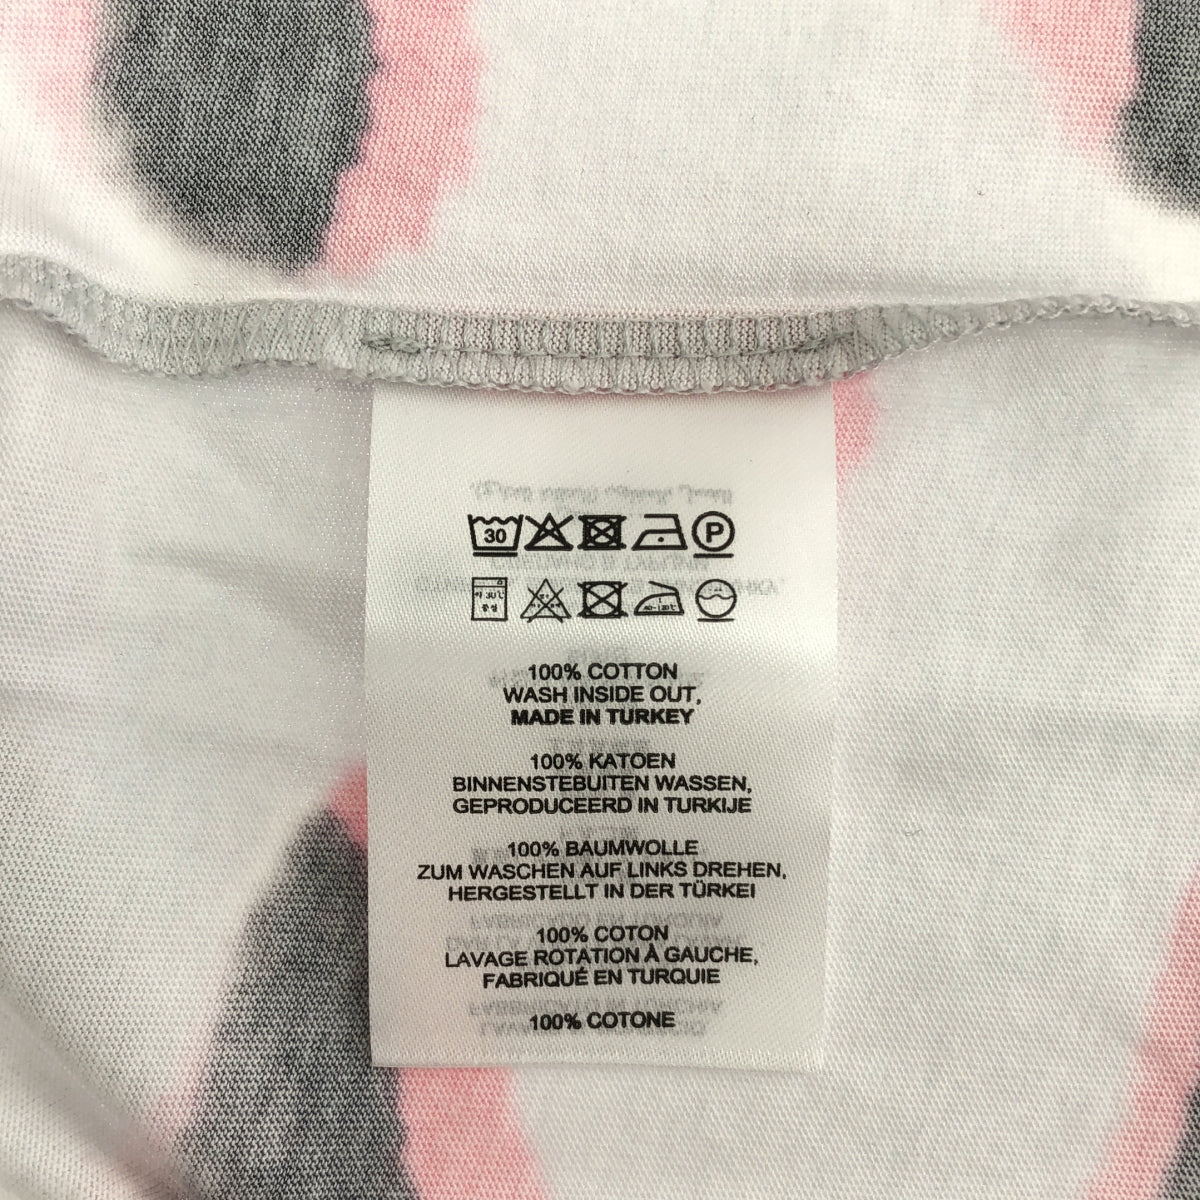 30 P
100% COTTON
WASH INSIDE OUT,
MADE IN TURKEY
100% KATOEN
BINNENSTEBUITEN WASSEN,
GEPRODUCEERD IN TURKIJE
100% BAUMWOLLE
ZUM WASCHEN AUF LINKS DREHEN,
HERGESTELLT IN DER TÜRKEI
100% COTON
LAVAGE ROTATION À GAUCHE,
FABRIQUÉ EN TURQUIE
100% COTONE